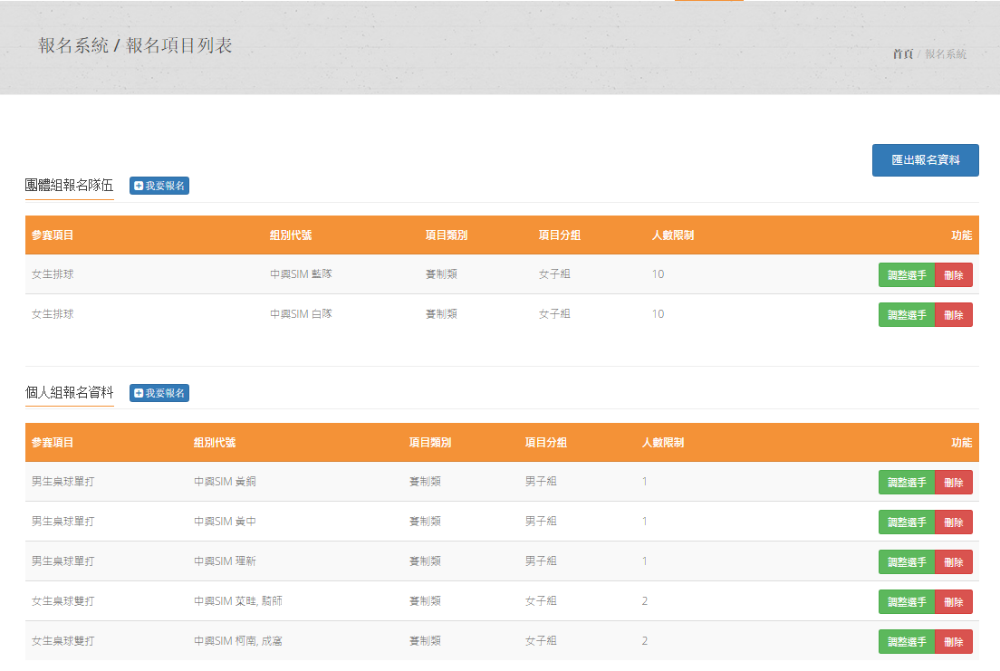 報名系統 / 報名項目列表
首頁 / 報名系統
匯出報名資料
團體組報名隊伍 我要報名
參賽項目 組別代號 項目類別 項目分組 人數限制 功能
女生排球 中興SIM 藍隊 賽制類 女子組 10 調整選手 刪除
女生排球 中興SIM 白隊 賽制類 女子組 10 調整選手 刪除
個人組報名資料 我要報名
參賽項目 組別代號 項目類別 項目分組 人數限制 功能
男生桌球單打 中興SIM 黃銅 賽制類 男子組 1 調整選手 刪除
男生桌球單打 中興SIM 黃中 賽制類 男子組 1 調整選手 刪除
男生桌球單打 中興SIM 理新 賽制類 男子組 1 調整選手 刪除
女生桌球雙打 中興SIM 菜畦, 騎師 賽制類 女子組 2 調整選手 刪除
女生桌球雙打 中興SIM 柯南, 成窩 賽制類 女子組 2 調整選手 刪除